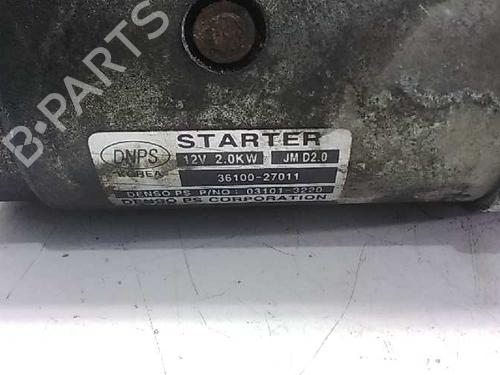 B-PARTS
STARTER
DNPS
KOREA
12V 2.0KW JM D2.0
36100-27011
DENSO PS P/NO : 03101-3220
DENSO PS CORPORATION